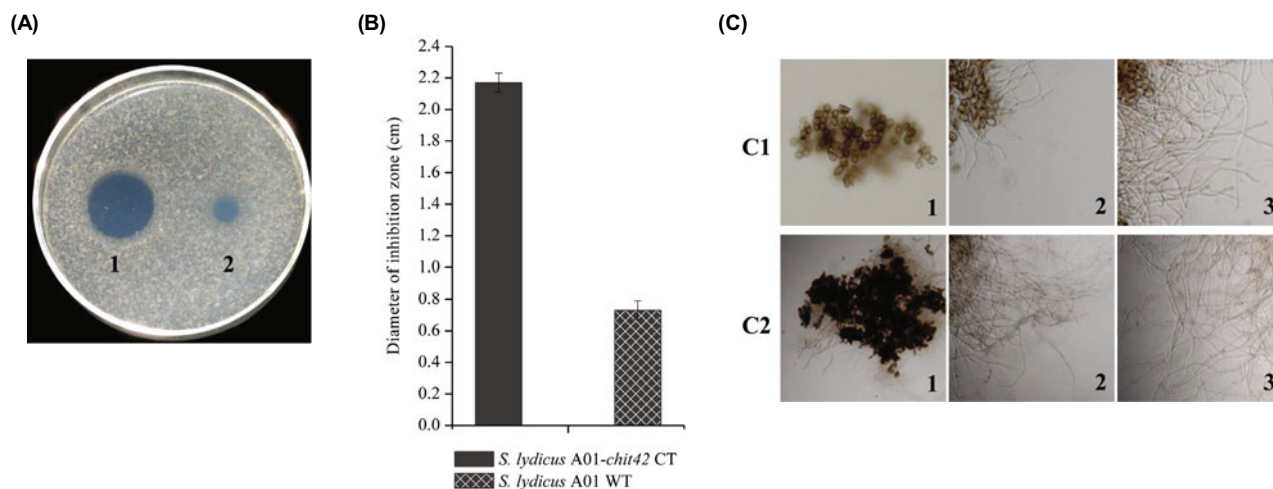 (A)
1
2
(B)
Diameter of inhibition zone (cm)
2.4
2.2
2.0
1.8
1.6
1.4
1.2
1.0
0.8
0.6
0.4
0.2
0.0
S. lydicus A01-chit42 CT
S. lydicus A01 WT
(C)
C1
1
2
3
C2
1
2
3